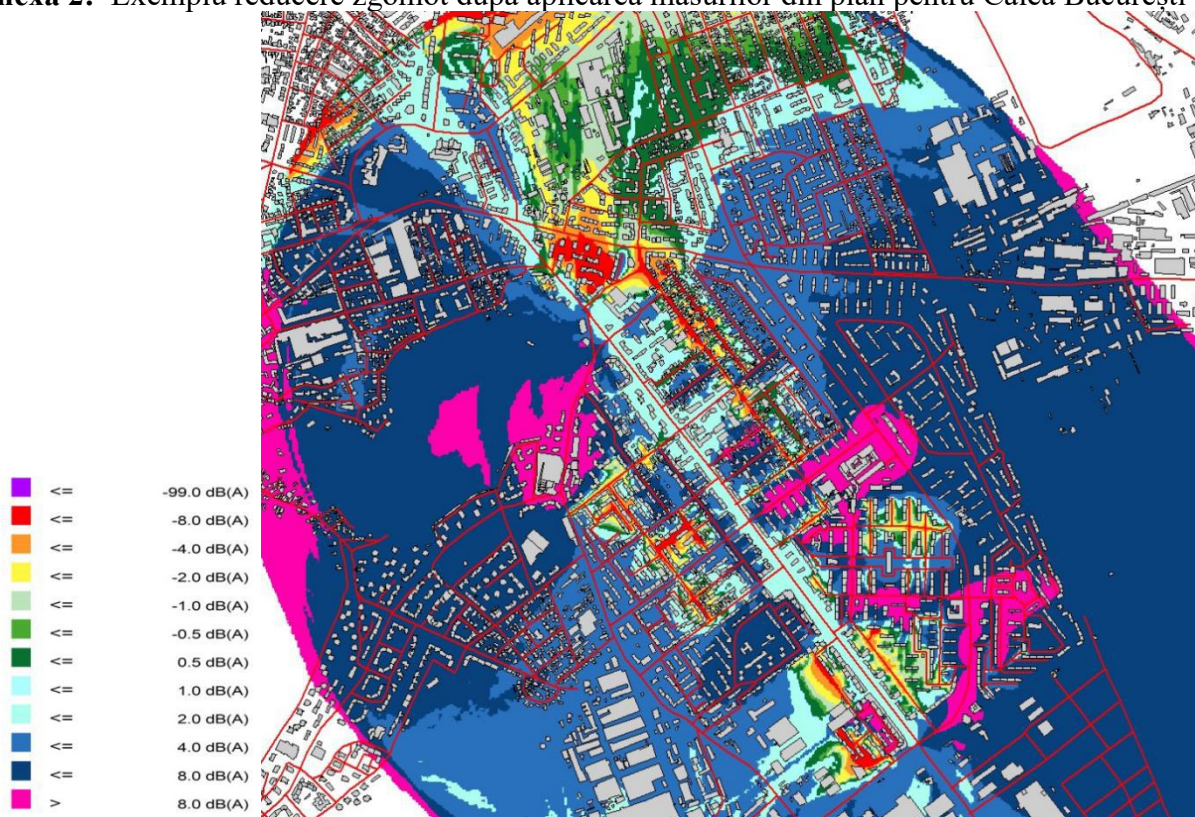 nexa 2: Exemplu reducere zgomot după aplicarea măsurilor din plan pentru Calea București
<= -99.0 dB(A)
<= -8.0 dB(A)
<= -4.0 dB(A)
<= -2.0 dB(A)
<= -1.0 dB(A)
<= -0.5 dB(A)
<= 0.5 dB(A)
<= 1.0 dB(A)
<= 2.0 dB(A)
<= 4.0 dB(A)
<= 8.0 dB(A)
> 8.0 dB(A)